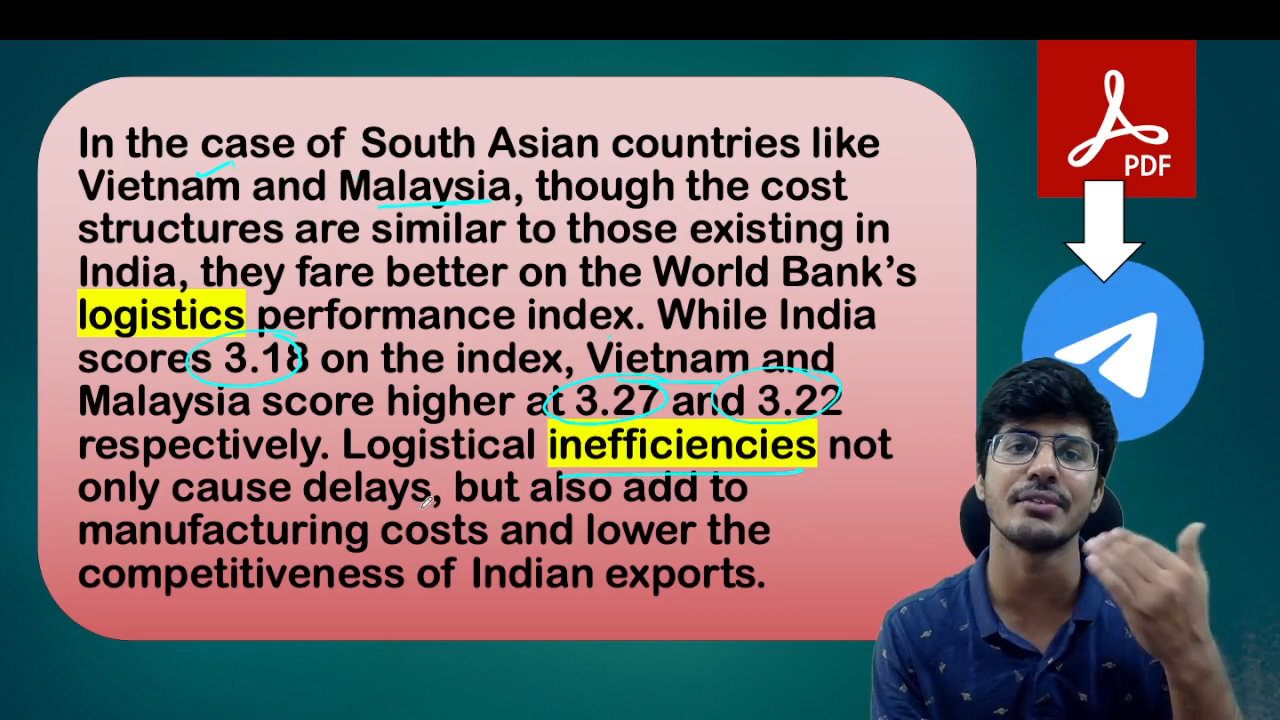 In the case of South Asian countries like
Vietnam and Malaysia, though the cost
structures are similar to those existing in
India, they fare better on the World Bank's
logistics performance index. While India
scores 3.18 on the index, Vietnam and
Malaysia score higher at 3.27 and 3.22
respectively. Logistical inefficiencies not
only cause delays, but also add to
manufacturing costs and lower the
competitiveness of Indian exports.
PDF